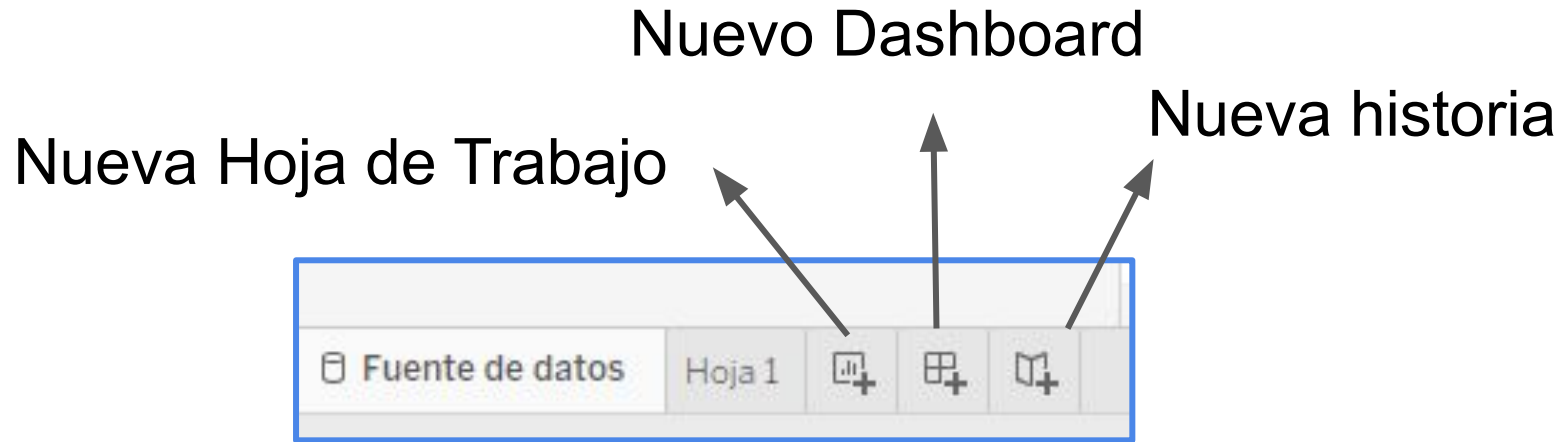 Nuevo Dashboard
Nueva historia
Nueva Hoja de Trabajo
Fuente de datos
Hoja 1